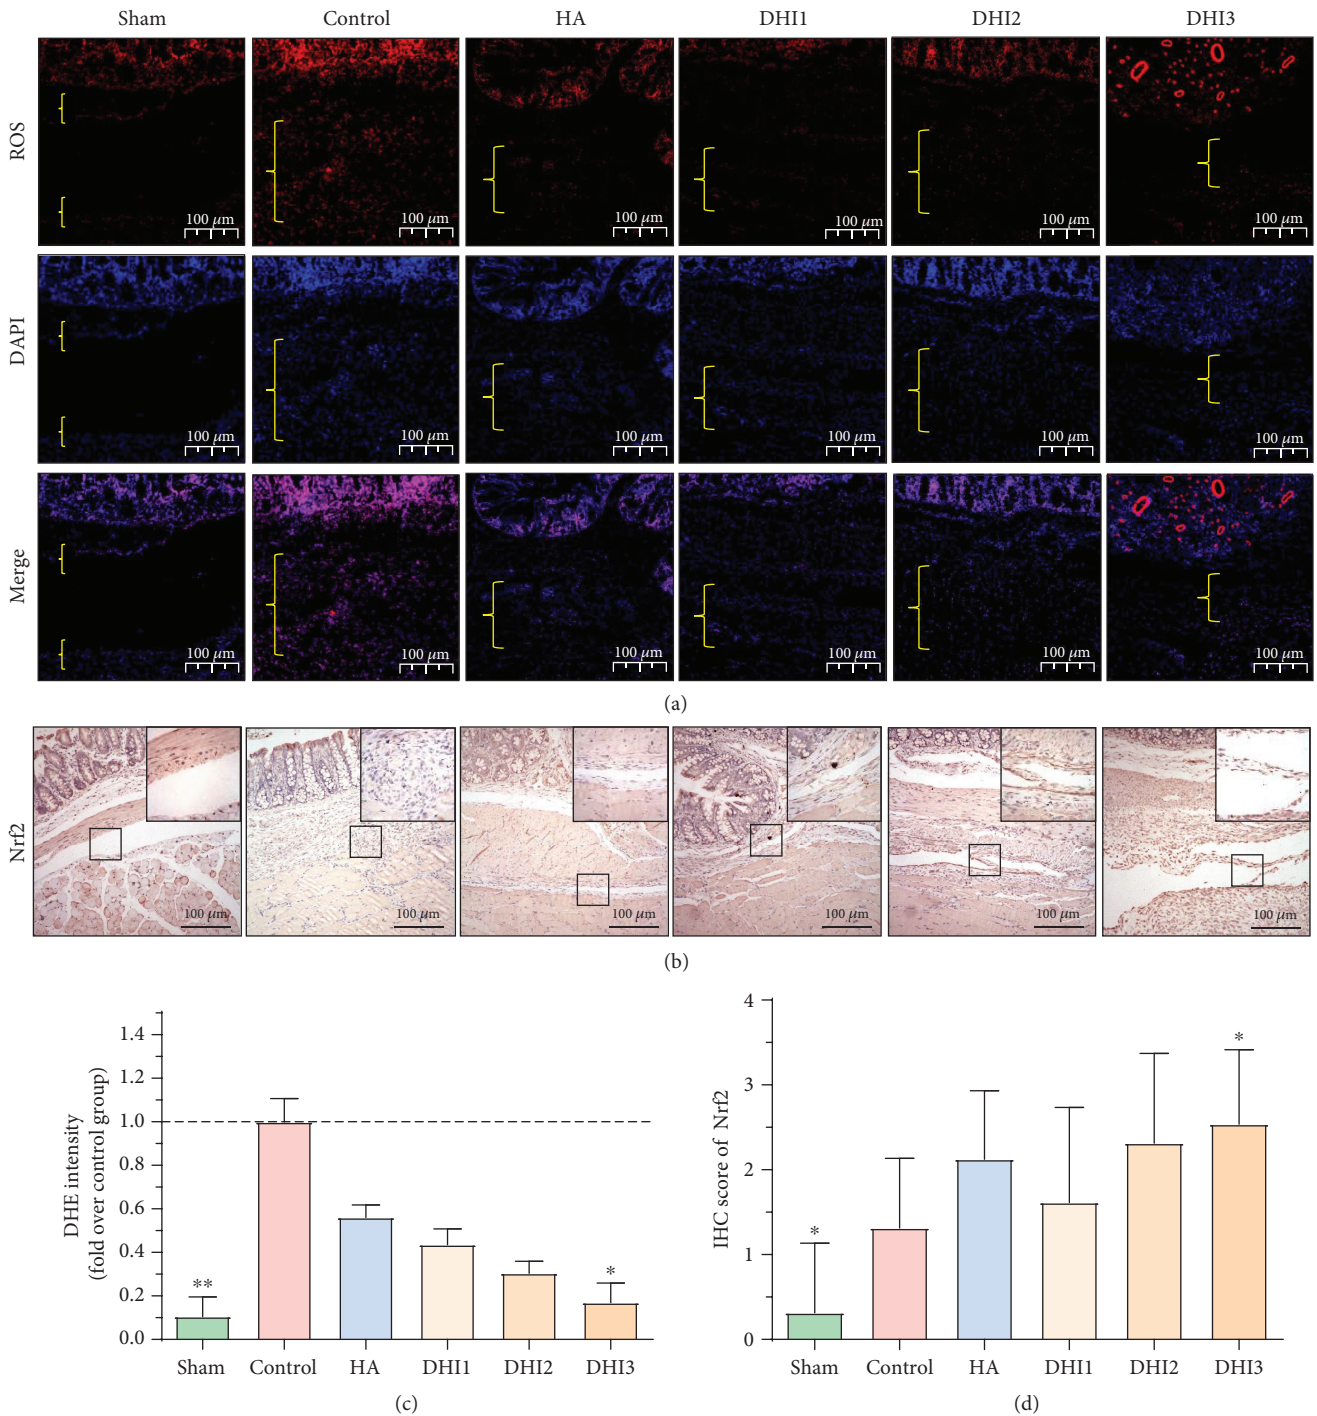 Sham Control HA DHI1 DHI2 DHI3
ROS
100 μm 100 μm 100 μm 100 μm 100 μm 100 μm
DAPI
100 μm 100 μm 100 μm 100 μm 100 μm 100 μm
Merge
100 μm 100 μm 100 μm 100 μm 100 μm 100 μm
(a)
Nrf2
100 μm 100 μm 100 μm 100 μm 100 μm 100 μm
(b)
DHE intensity
(fold over control group)
1.4
1.2
1.0
0.8
0.6
0.4
0.2
0.0
** *
Sham Control HA DHI1 DHI2 DHI3
(c)
IHC score of Nrf2
4
3
2
1
0
* *
Sham Control HA DHI1 DHI2 DHI3
(d)